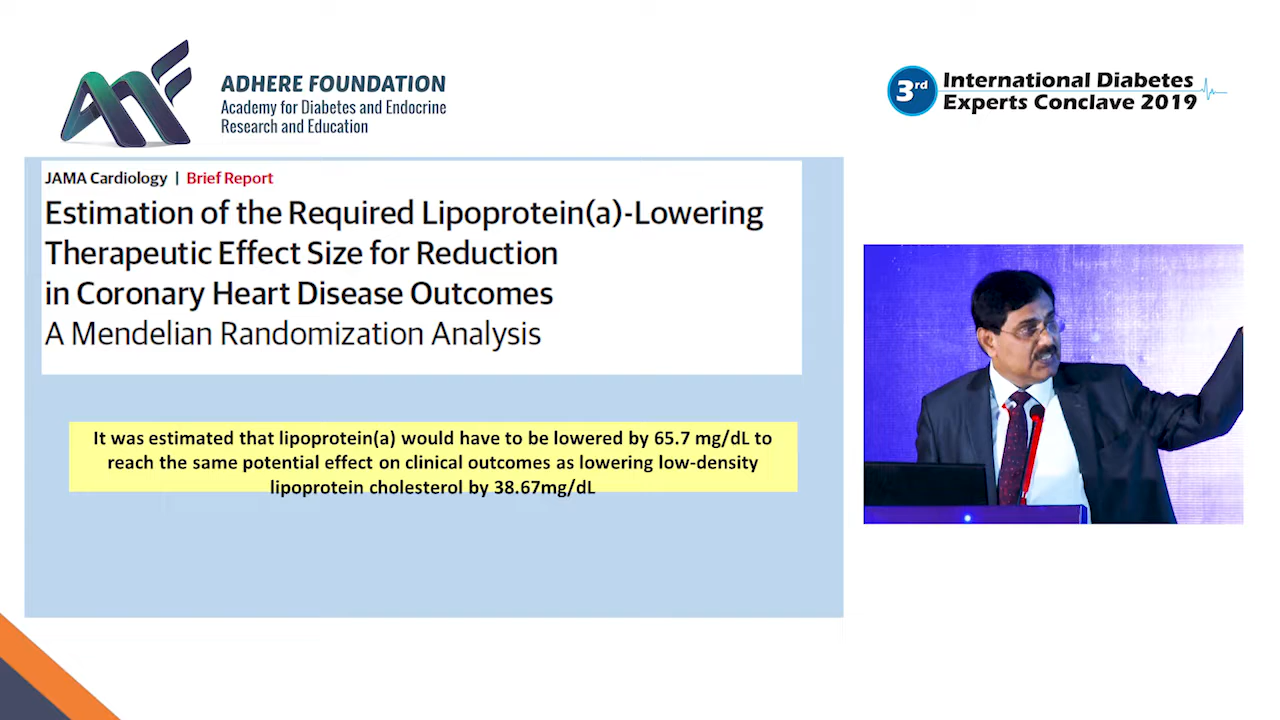 ADHERE FOUNDATION
Academy for Diabetes and Endocrine
Research and Education
3rd
International Diabetes
Experts Conclave 2019
JAMA Cardiology | Brief Report
Estimation of the Required Lipoprotein(a)-Lowering
Therapeutic Effect Size for Reduction
in Coronary Heart Disease Outcomes
A Mendelian Randomization Analysis
It was estimated that lipoprotein(a) would have to be lowered by 65.7 mg/dL to
reach the same potential effect on clinical outcomes as lowering low-density
lipoprotein cholesterol by 38.67mg/dL